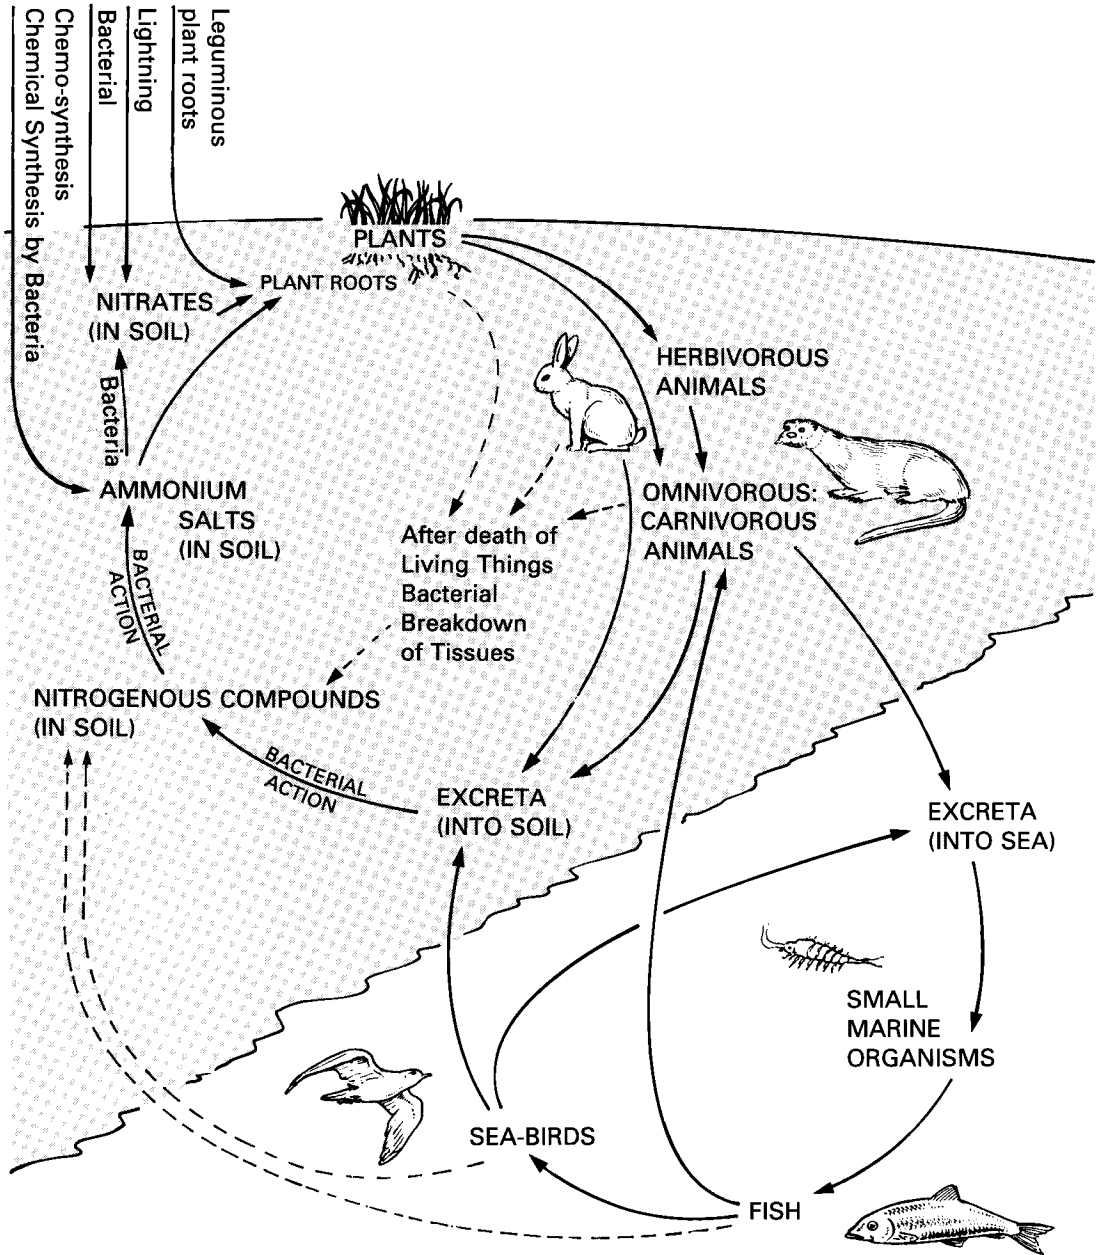 Leguminous
plant roots
Lightning
Bacterial
Chemo-synthesis
Chemical Synthesis by Bacteria
PLANTS
PLANT ROOTS
NITRATES
(IN SOIL)
Bacteria
HERBIVOROUS
ANIMALS
AMMONIUM
SALTS
(IN SOIL)
OMNIVOROUS:
CARNIVOROUS
ANIMALS
After death of
Living Things
Bacterial
Breakdown
of Tissues
BACTERIAL
ACTION
NITROGENOUS COMPOUNDS
(IN SOIL)
BACTERIAL
ACTION
EXCRETA
(INTO SOIL)
EXCRETA
(INTO SEA)
SMALL
MARINE
ORGANISMS
SEA-BIRDS
FISH